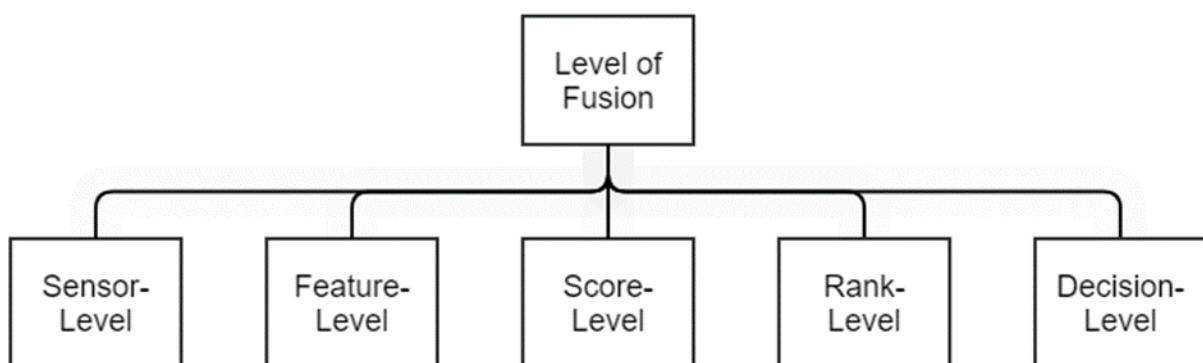 Level of
Fusion
Sensor-
Level
Feature-
Level
Score-
Level
Rank-
Level
Decision-
Level